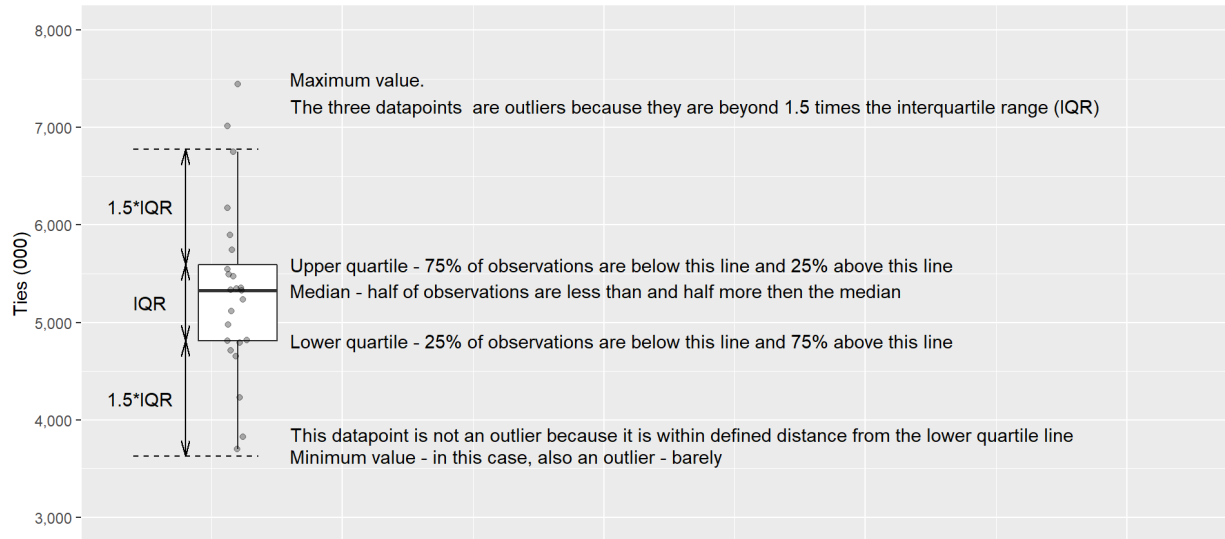 8,000
Maximum value.
The three datapoints  are outliers because they are beyond 1.5 times the interquartile range (IQR)
7,000
1.5*IQR
6,000
Upper quartile - 75% of observations are below this line and 25% above this line
Median - half of observations are less than and half more then the median
IQR
Ties (000)
5,000
Lower quartile - 25% of observations are below this line and 75% above this line
1.5*IQR
4,000
This datapoint is not an outlier because it is within defined distance from the lower quartile line
Minimum value - in this case, also an outlier - barely
3,000